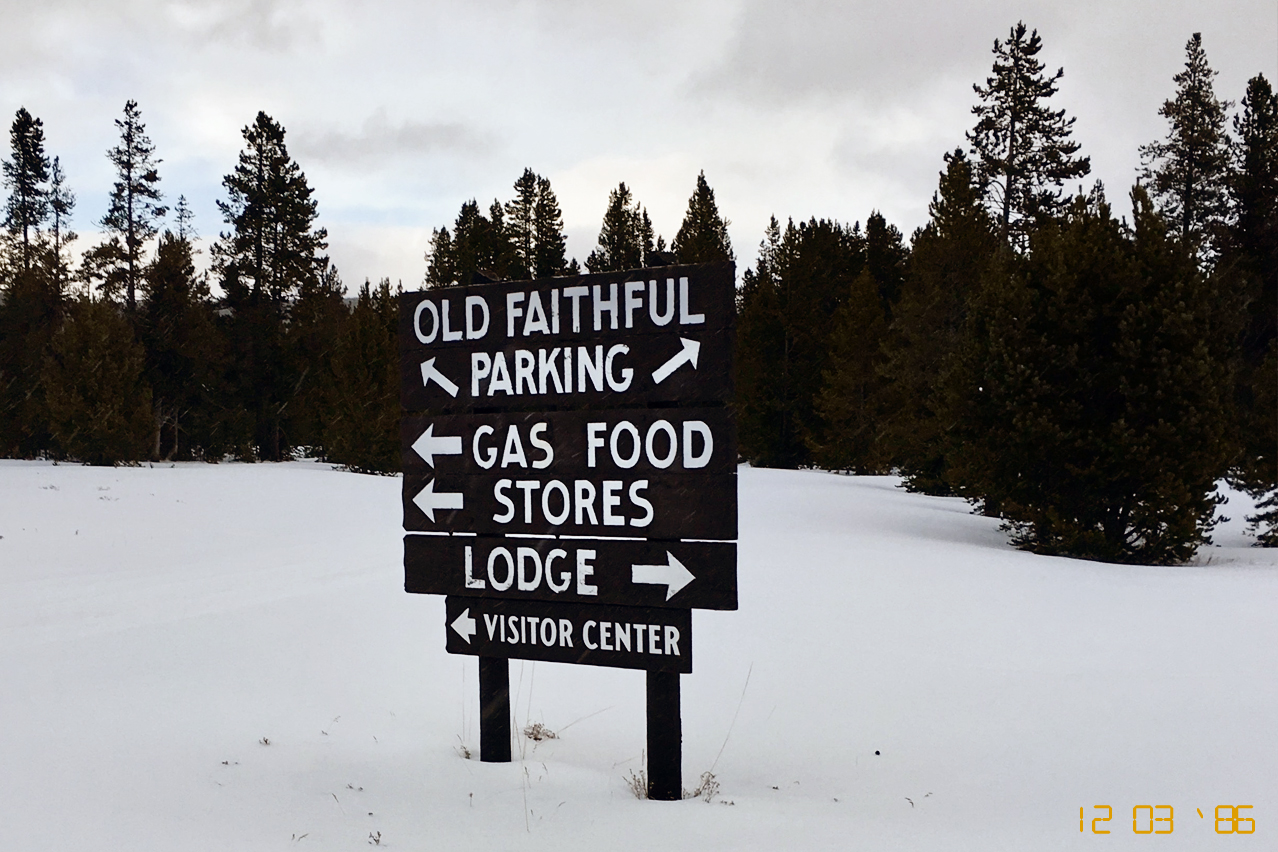 OLD FAITHFUL
PARKING
GAS FOOD
STORES
LODGE
VISITOR CENTER
12 03 '86